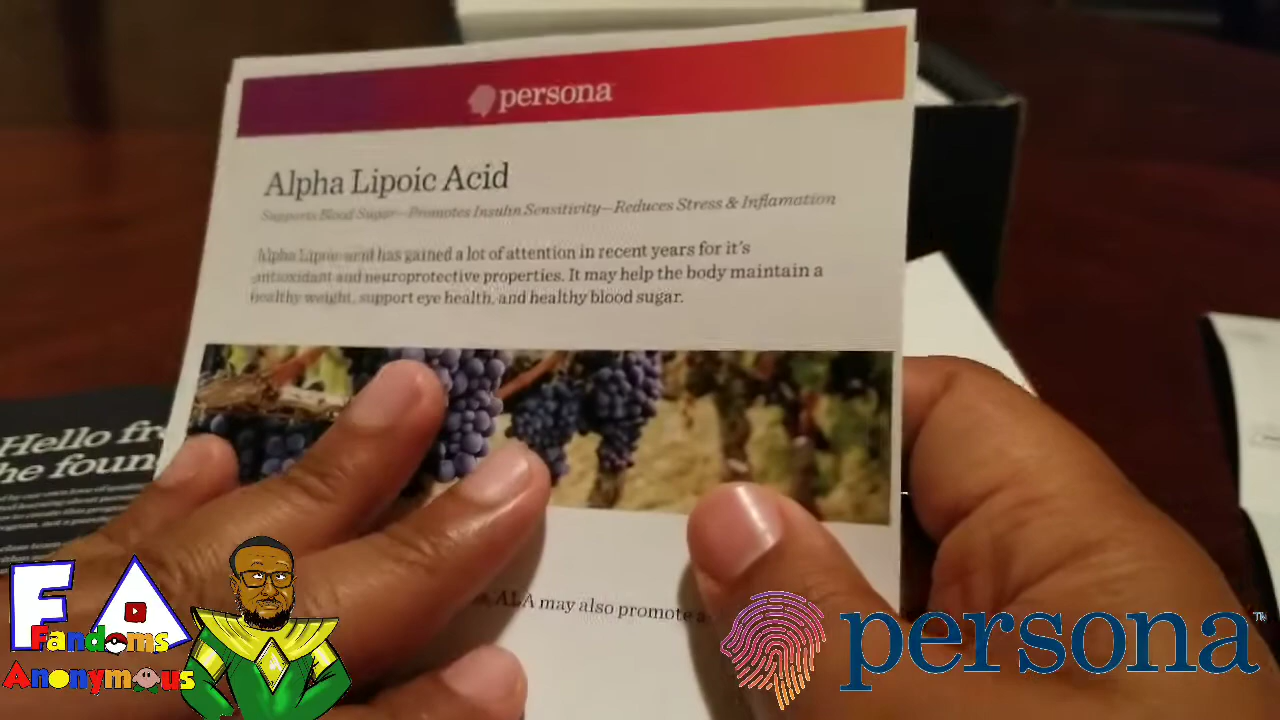 persona
Alpha Lipoic Acid
Supports Blood Sugar—Promotes Insulin Sensitivity—Reduces Stress & Inflamation
Alpha Lipoic acid has gained a lot of attention in recent years for it's
antioxidant and neuroprotective properties. It may help the body maintain a
healthy weight, support eye health, and healthy blood sugar.
Hello fr
he foun
ALA may also promote a
FA
Fandoms
Anonymous
persona™